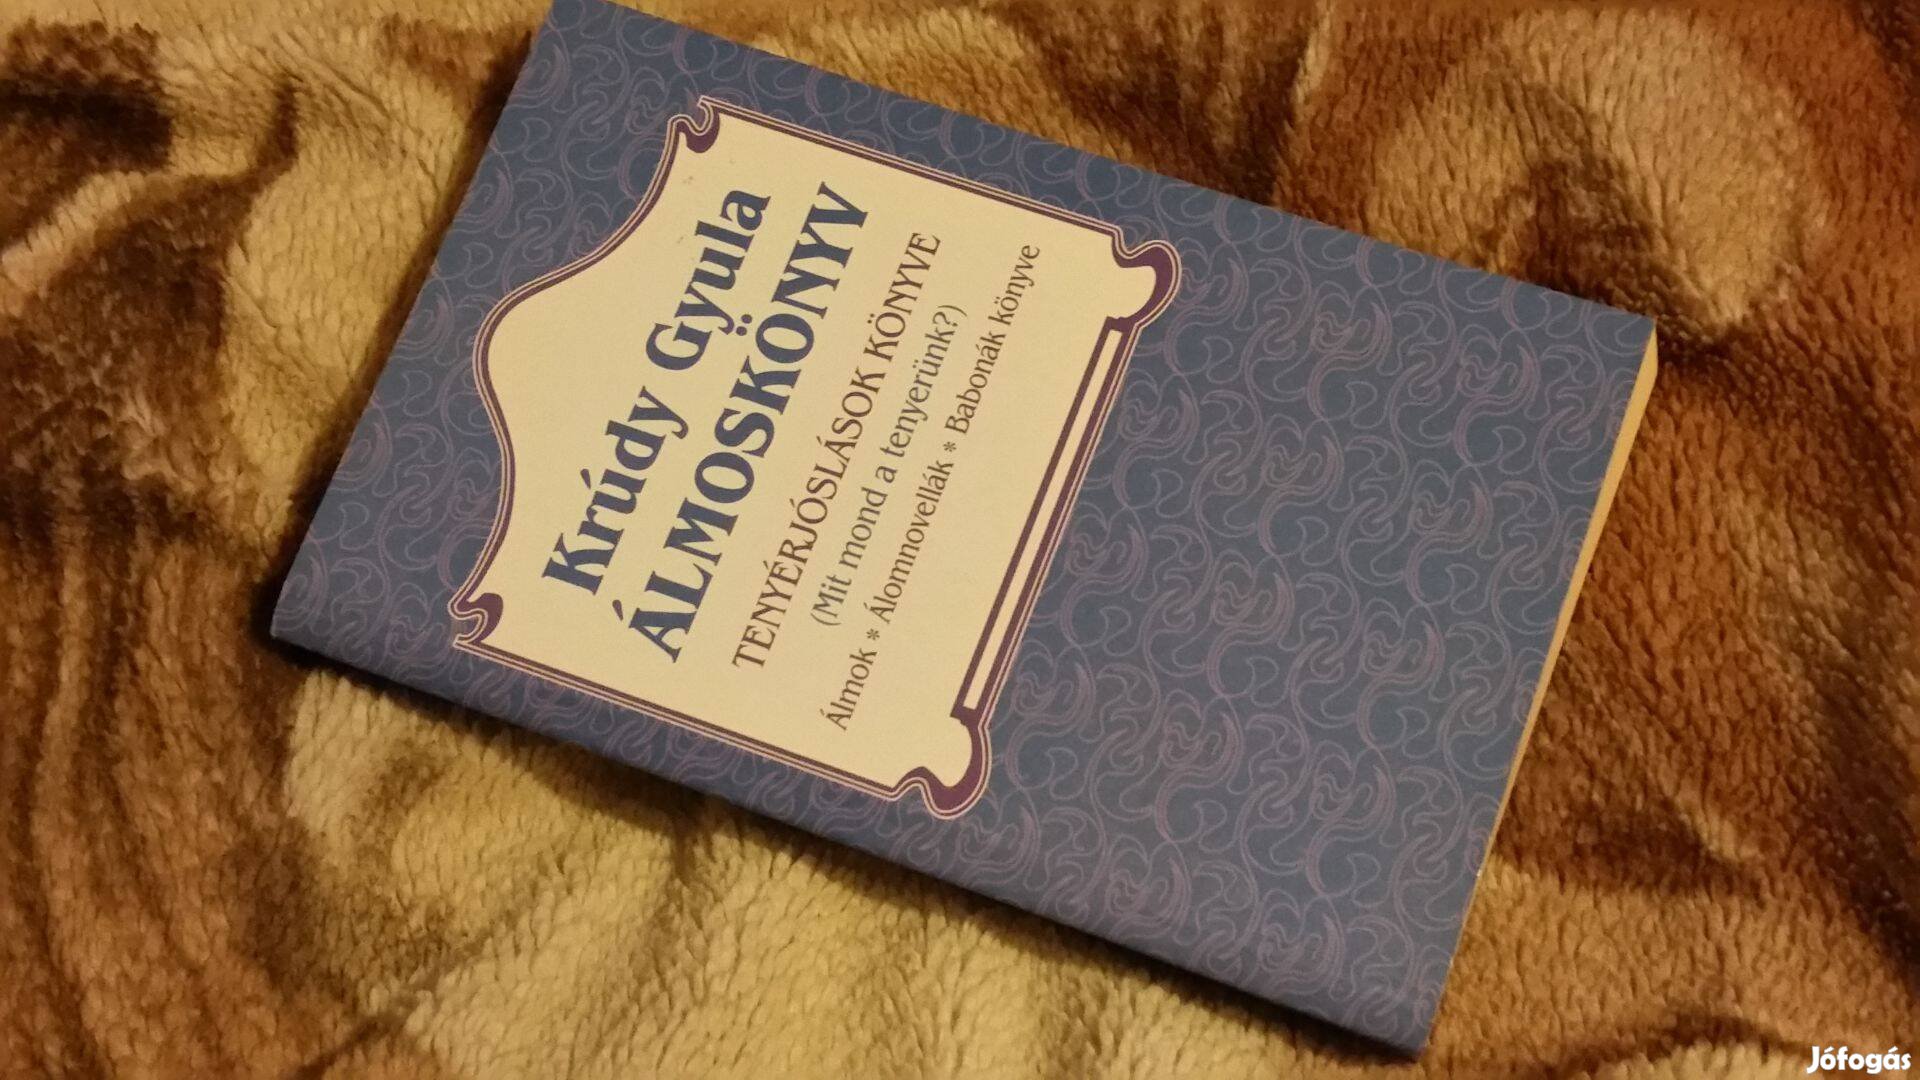 Krúdy Gyula
ÁLMOSKÖNYV
TENYÉRJÓSLÁSOK KÖNYVE
(Mit mond a tenyerünk?)
Álmok * Álomnovellák * Babonák könyve
Jófogás